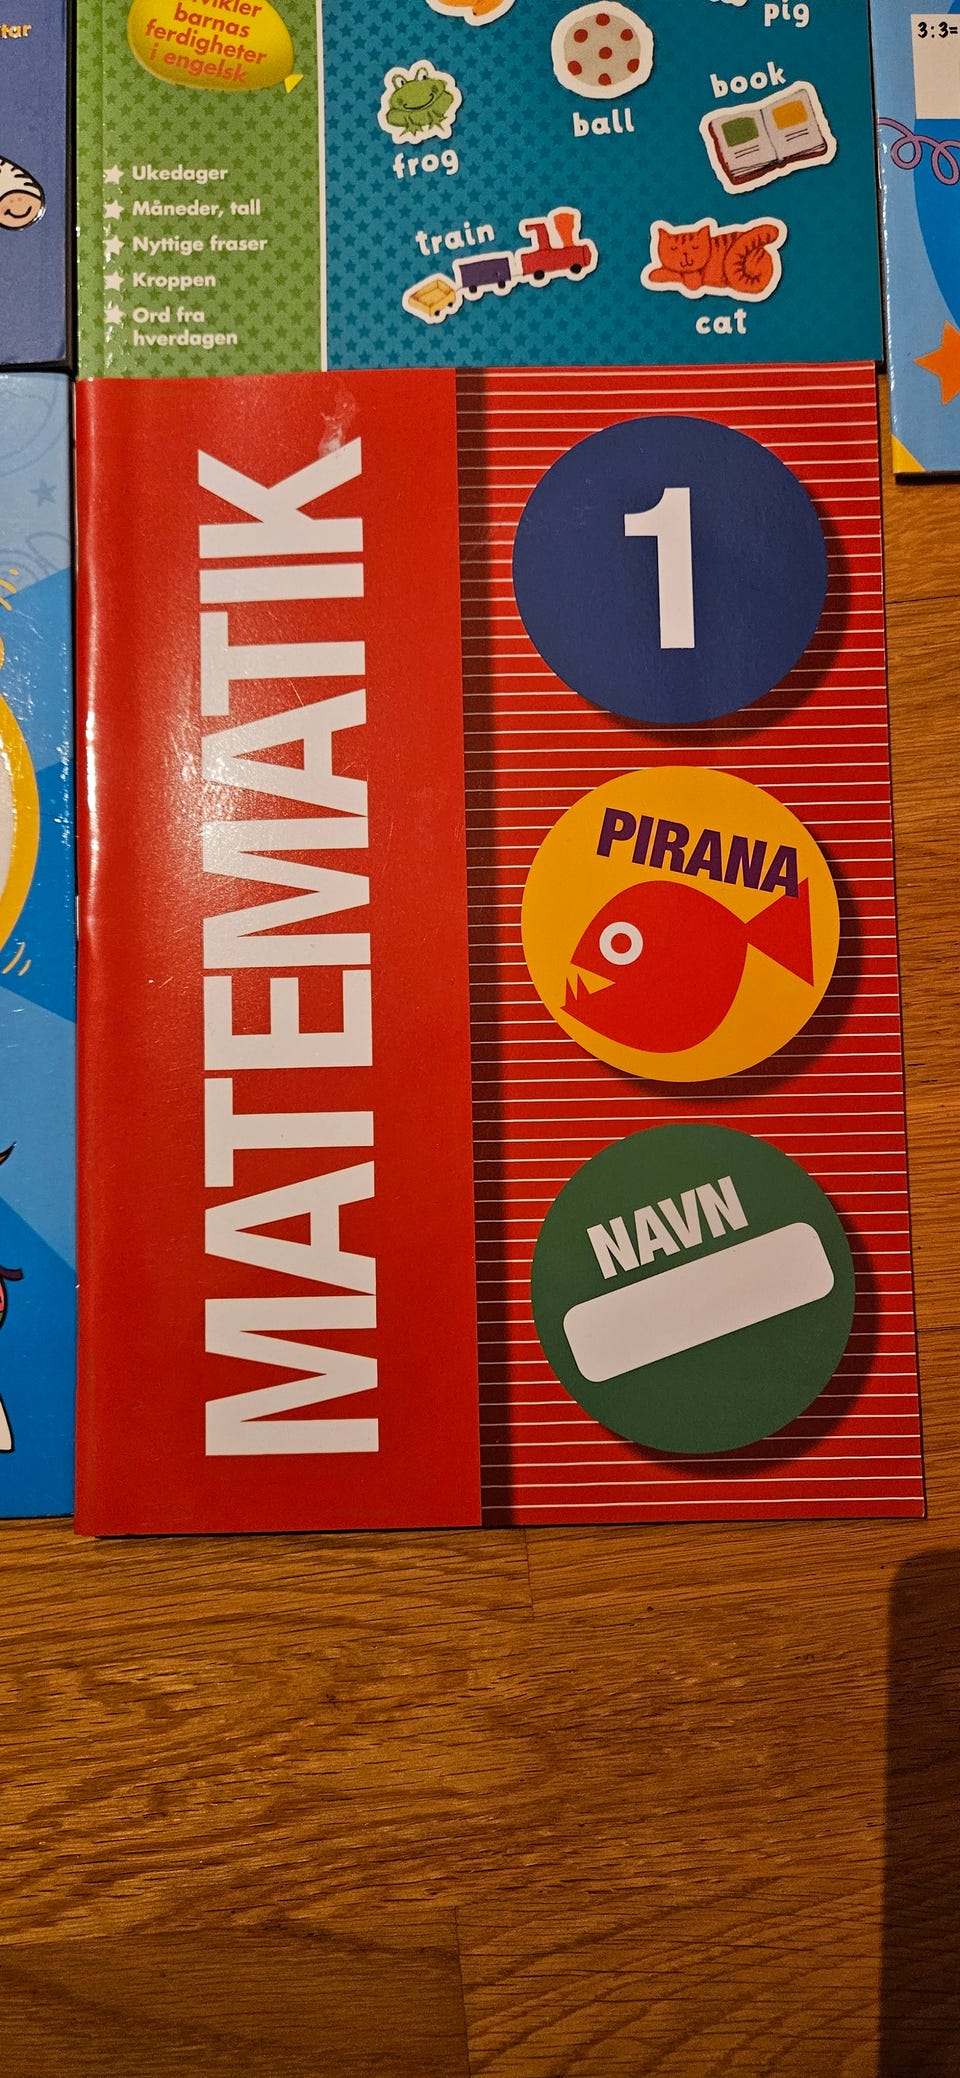 barnas
ferdigheter
i engelsk
Ukedager
Måneder, tall
Nyttige fraser
Kroppen
Ord fra
hverdagen
pig
ball
book
frog
train
cat
3:3=
MATEMATIK
1
PIRANA
NAVN